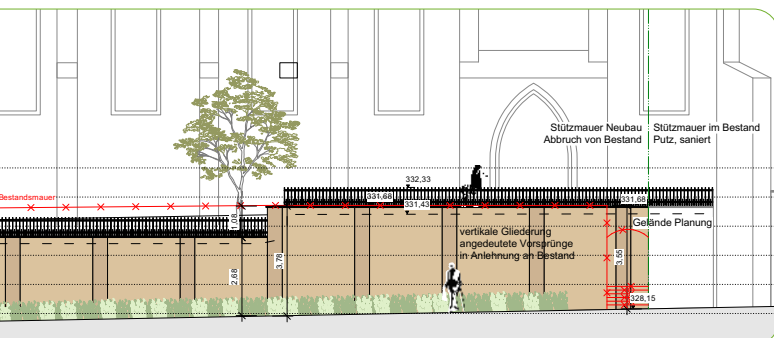 Stützmauer Neubau
Abbruch von Bestand
Stützmauer im Bestand
Putz, saniert
332,33
Bestandsmauer
331,68
331,43
331,68
1,08
Gelände Planung
vertikale Gliederung
angedeutete Vorsprünge
in Anlehnung an Bestand
2,68
3,78
3,55
328,15